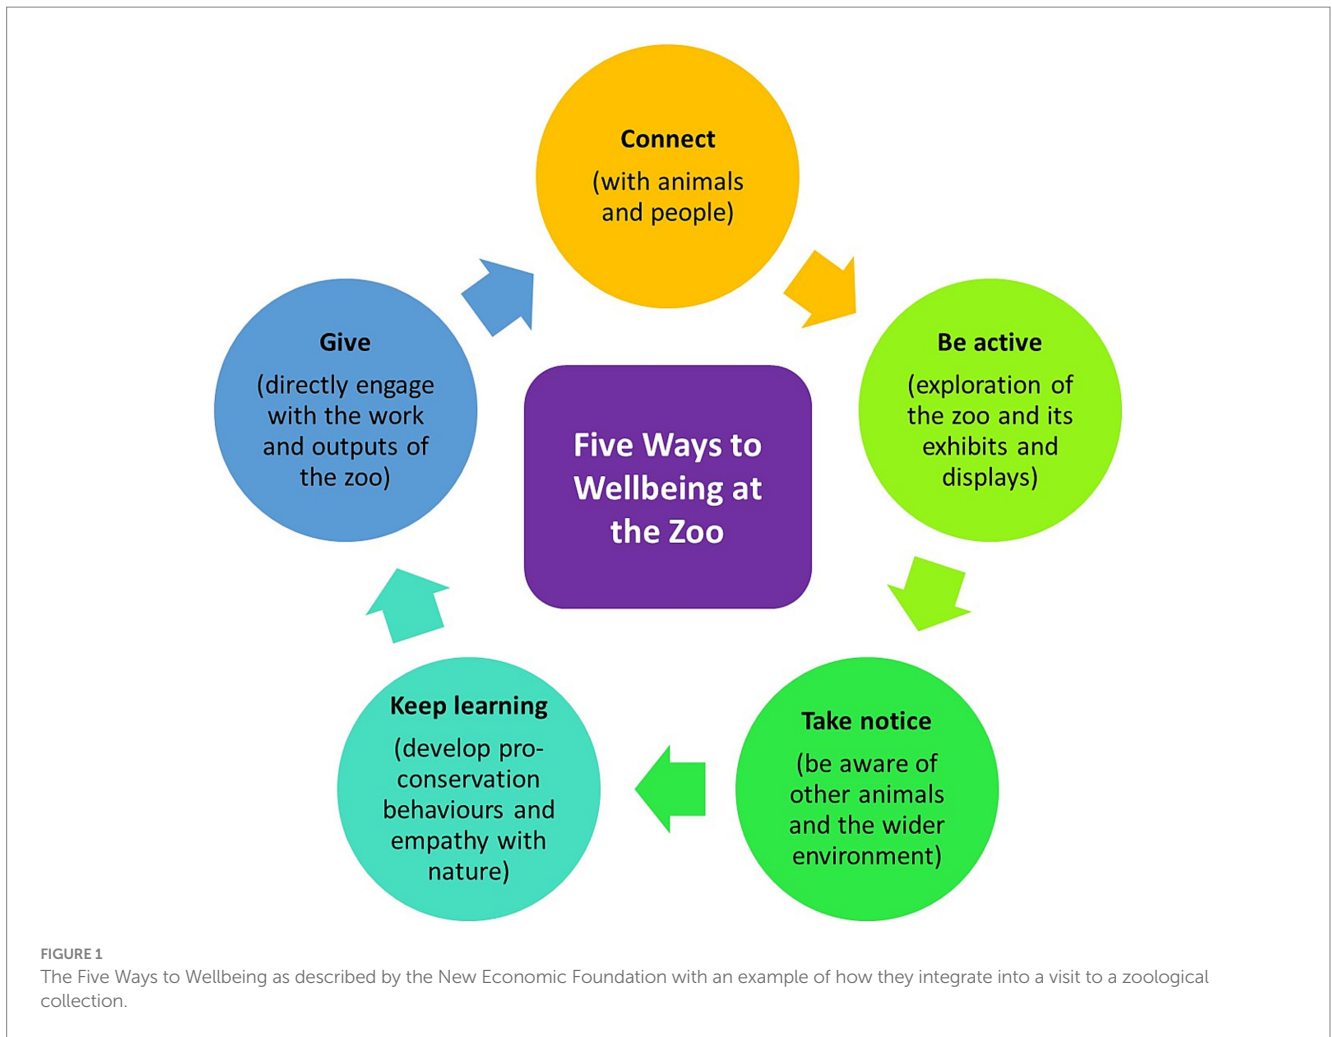 Connect
(with animals
and people)
Be active
(exploration of
the zoo and its
exhibits and
displays)
Take notice
(be aware of
other animals
and the wider
environment)
Keep learning
(develop pro-
conservation
behaviours and
empathy with
nature)
Give
(directly engage
with the work
and outputs of
the zoo)
Five Ways to
Wellbeing at
the Zoo
FIGURE 1
The Five Ways to Wellbeing as described by the New Economic Foundation with an example of how they integrate into a visit to a zoological
collection.